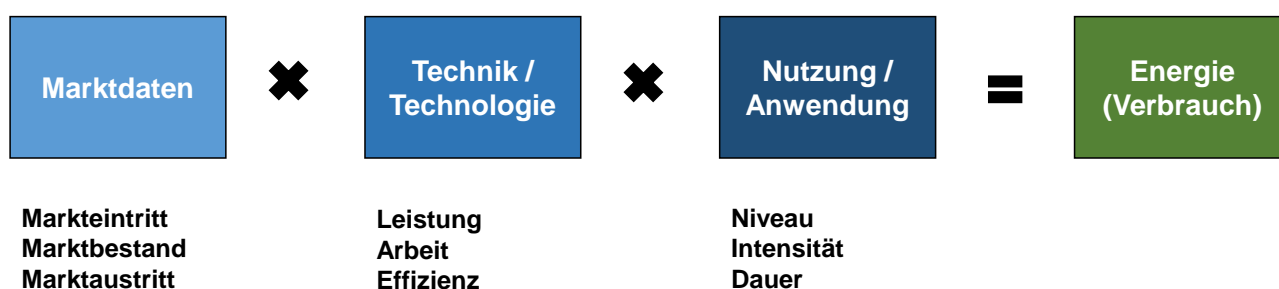 Marktdaten
Technik /
Technologie
Nutzung /
Anwendung
Energie
(Verbrauch)
Markteintritt
Marktbestand
Marktaustritt
Leistung
Arbeit
Effizienz
Niveau
Intensität
Dauer